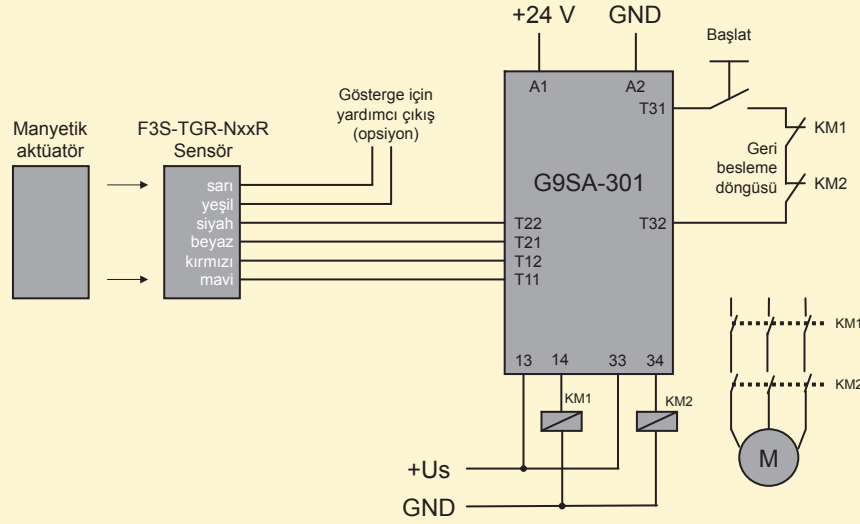 +24 V
GND
Başlat
A1
A2
T31
Gösterge için
yardımcı çıkış
(opsiyon)
Manyetik
aktüatör
F3S-TGR-NxxR
Sensör
KM1
Geri
besleme
döngüsü
KM2
G9SA-301
sarı
yeşil
siyah
beyaz
kırmızı
mavi
T22
T21
T12
T11
T32
13
14
33
34
KM1
KM2
KM1
KM2
M
+Us
GND